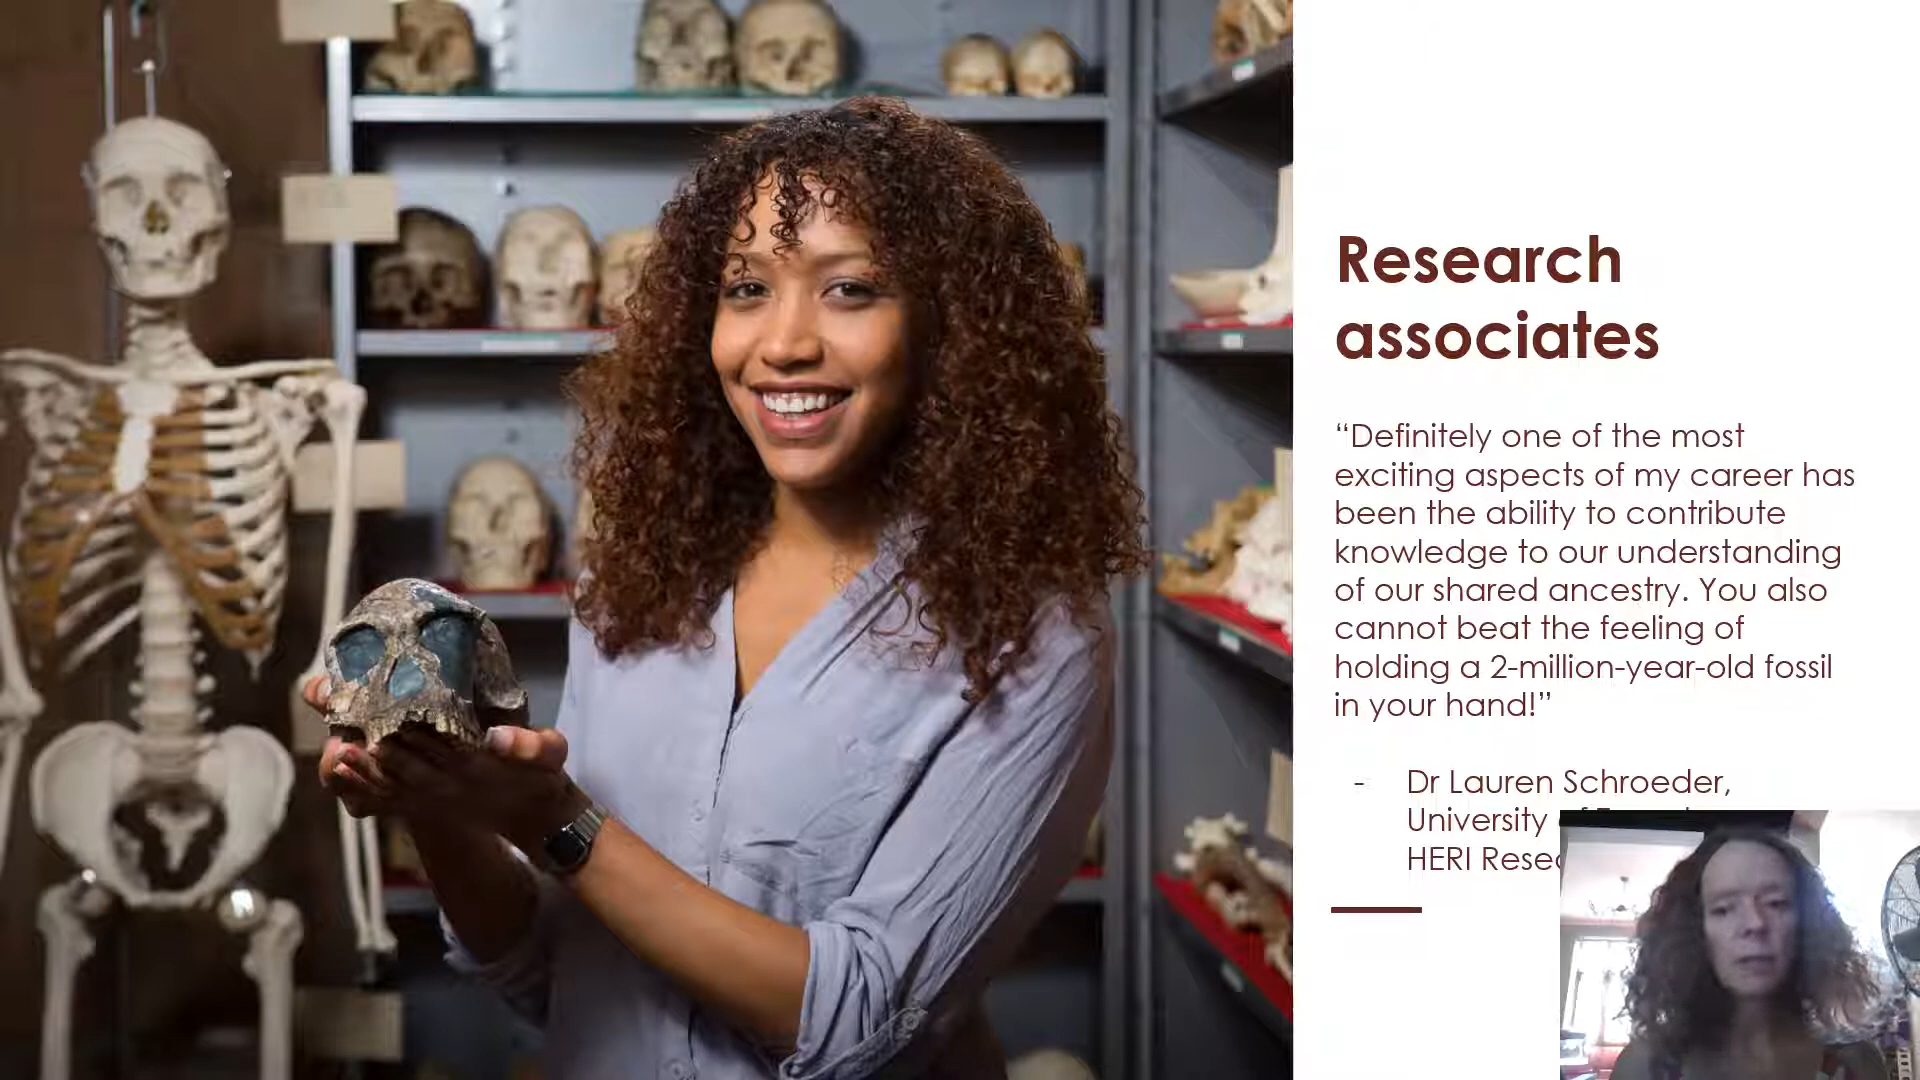 Research
associates
“Definitely one of the most
exciting aspects of my career has
been the ability to contribute
knowledge to our understanding
of our shared ancestry. You also
cannot beat the feeling of
holding a 2-million-year-old fossil
in your hand!”
- Dr Lauren Schroeder,
University
HERI